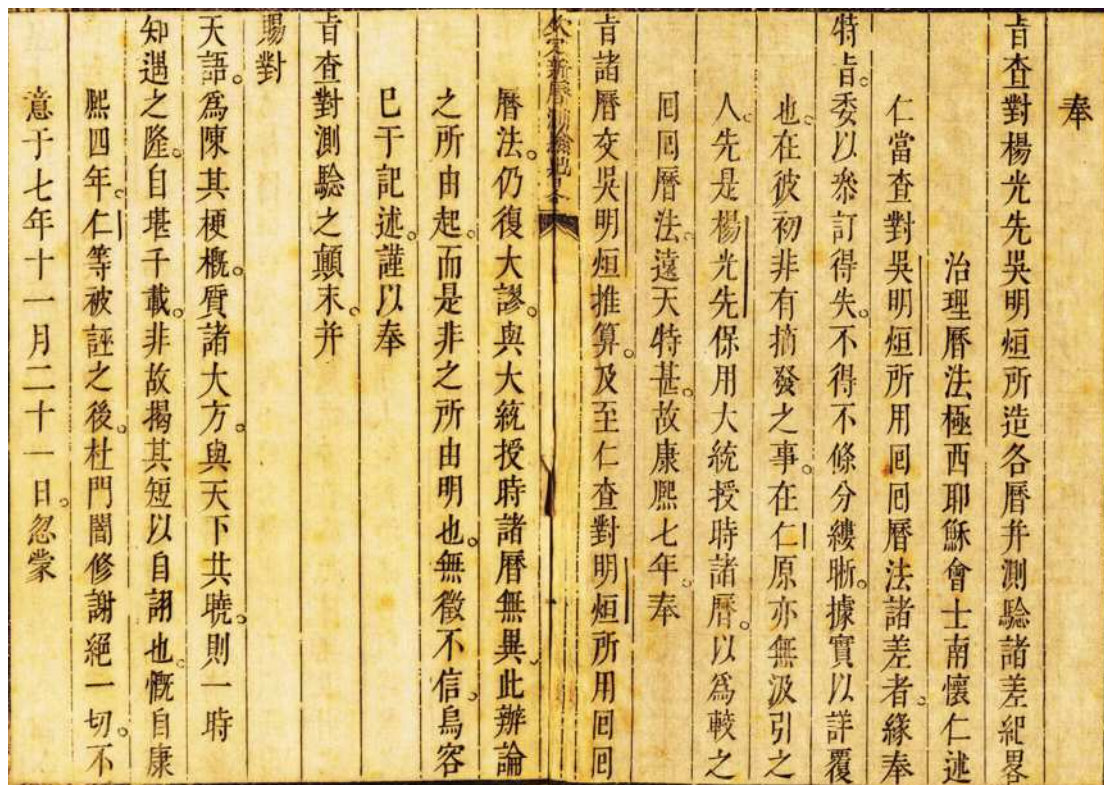 奉
旨查對楊光先吳明烜所造各曆并測驗諸差紀畧
治理曆法極西耶穌會士南懷仁述
仁當查對吳明烜所用回回曆法諸差者。緣奉
特旨。委以叅訂得失。不得不條分縷晰。據實以詳覆
也。在彼初非有摘發之事。在仁原亦無汲引之
人。先是楊光先保用大統授時諸曆。以為較之
回回曆法。遠天特甚。故康熙七年。奉
旨諸曆交吳明烜推算。及至仁查對明烜所用回回
欽定新曆測驗紀畧
曆法。仍復大謬。與大統授時諸曆無異。此辦論
之所由起。而是非之所由明也。無徵不信。烏容
已于記述。謹以奉
旨查對測驗之顛末。并
賜對
天語。為陳其梗概。質諸大方。與天下共曉。則一時
知遇之隆。自堪千載。非故揭其短以自詡也。慨自康
熙四年。仁等被誣之後。杜門闇修謝絕一切。不
意于七年十一月二十一日。忽蒙